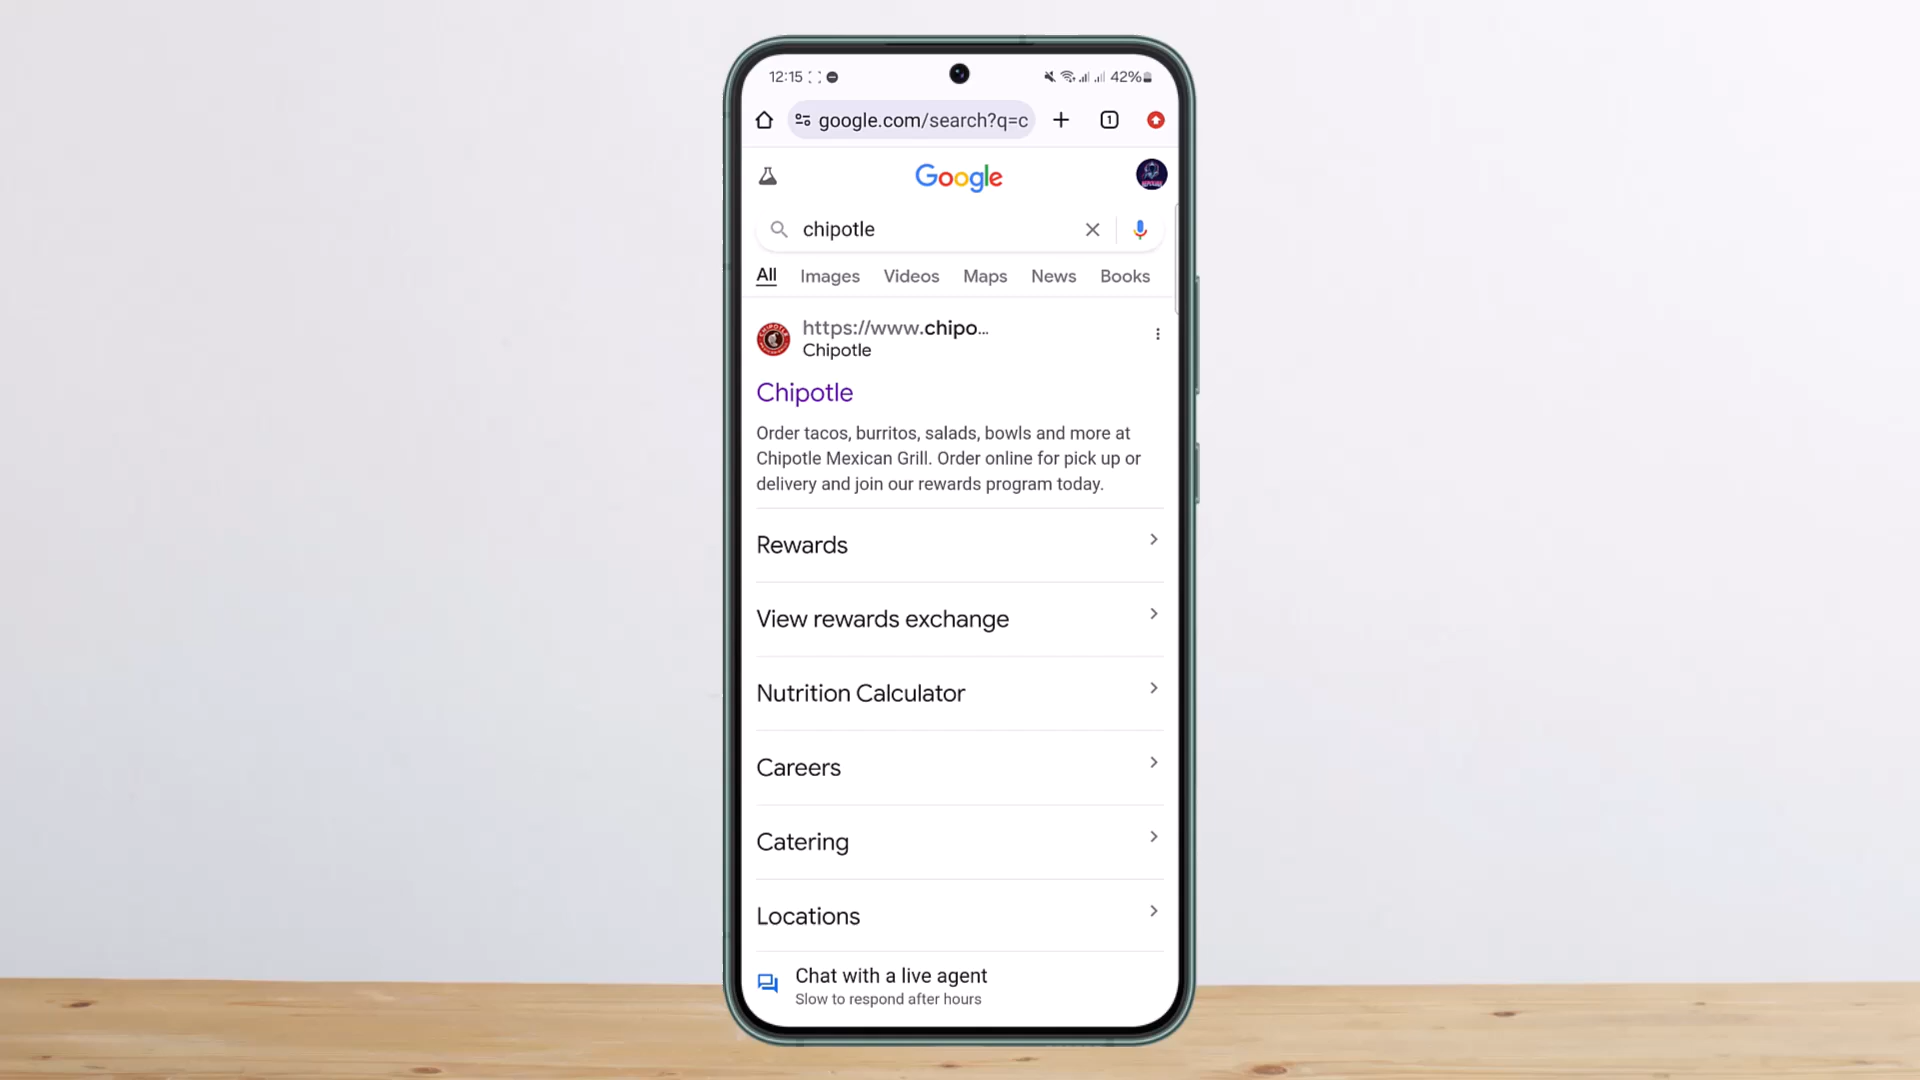 12:15 42%
google.com/search?q=c 1
Google
chipotle
All Images Videos Maps News Books
https://www.chipo...
Chipotle
Chipotle
Order tacos, burritos, salads, bowls and more at
Chipotle Mexican Grill. Order online for pick up or
delivery and join our rewards program today.
Rewards
View rewards exchange
Nutrition Calculator
Careers
Catering
Locations
Chat with a live agent
Slow to respond after hours